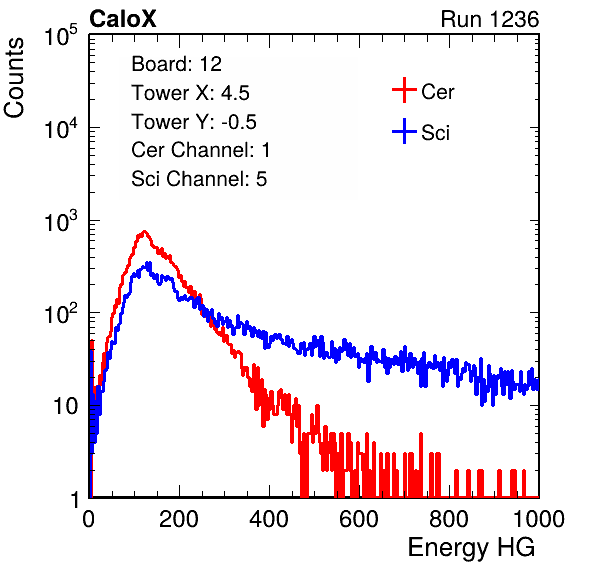 CaloX Run 1236
Counts
10^5
10^4
10^3
10^2
10
1
Board: 12
Tower X: 4.5
Tower Y: -0.5
Cer Channel: 1
Sci Channel: 5
Cer
Sci
0 200 400 600 800 1000
Energy HG